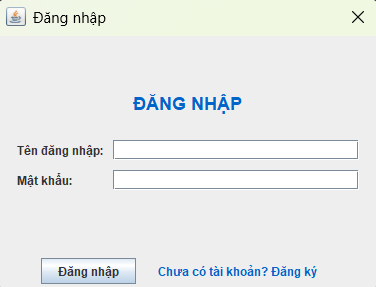 Đăng nhập
ĐĂNG NHẬP
Tên đăng nhập:
Mật khẩu:
Đăng nhập Chưa có tài khoản? Đăng ký